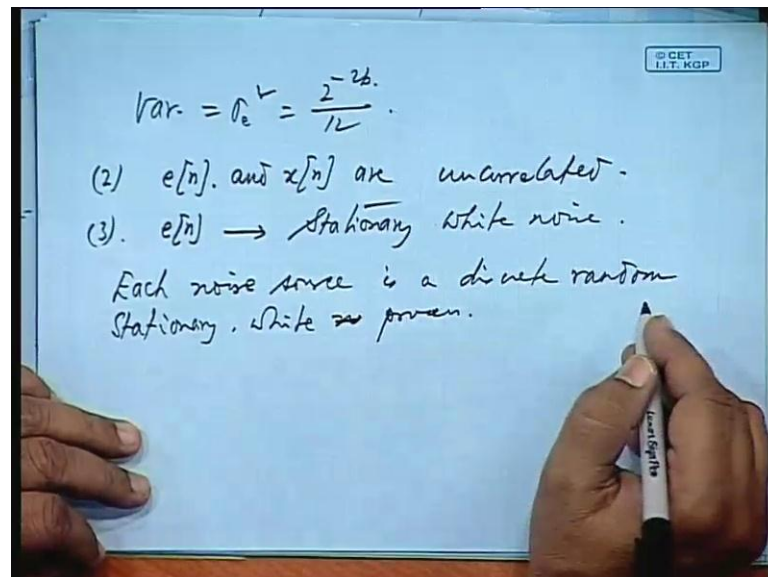 © CET
I.I.T. KGP
Var. = σ_e² = 2^{-2b}/12 .
(2) e[n]. and x[n] are uncorrelated.
(3). e[n] → Stationary white noise.
Each noise source is a discrete random
Stationary. white process.